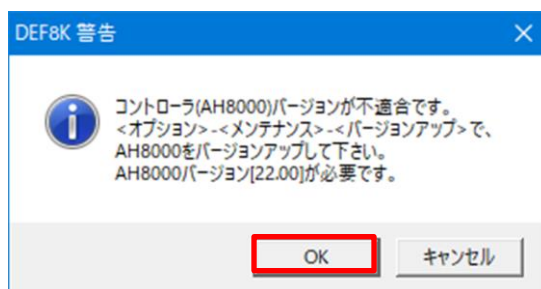 DEF8K 警告
コントローラ(AH8000)バージョンが不適合です。
<オプション>-<メンテナンス>-<バージョンアップ>で、
AH8000をバージョンアップして下さい。
AH8000バージョン[22.00]が必要です。
OK
キャンセル